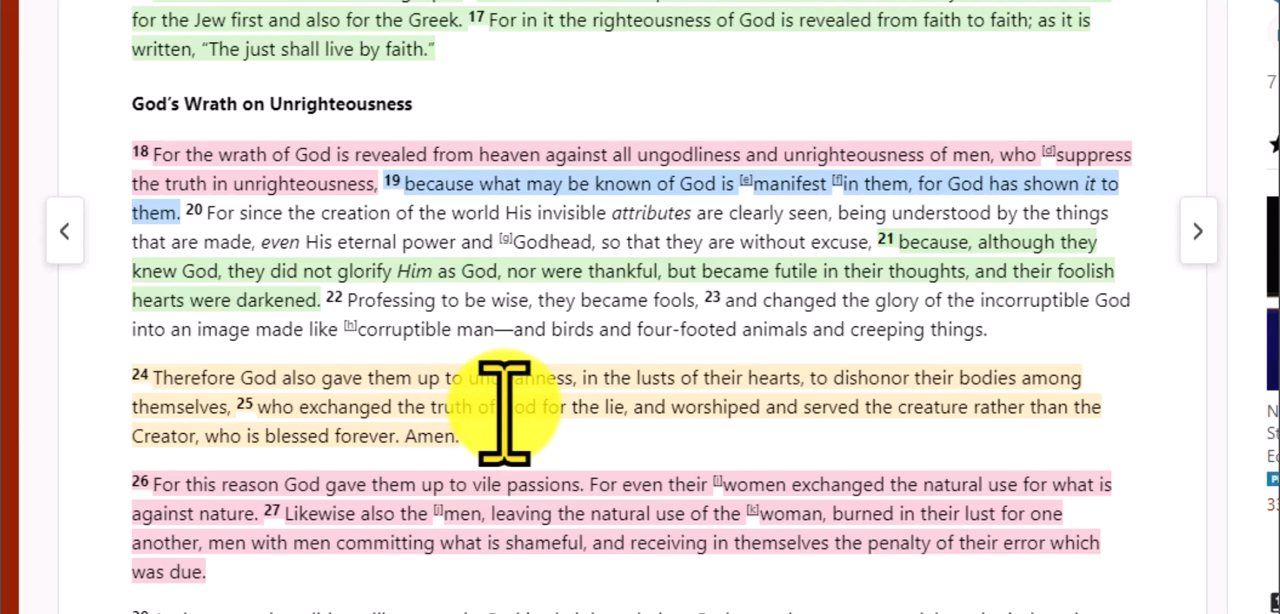 for the Jew first and also for the Greek. 17 For in it the righteousness of God is revealed from faith to faith; as it is
written, “The just shall live by faith.”
God’s Wrath on Unrighteousness
18 For the wrath of God is revealed from heaven against all ungodliness and unrighteousness of men, who [d]suppress
the truth in unrighteousness, 19 because what may be known of God is [e]manifest [f]in them, for God has shown it to
them. 20 For since the creation of the world His invisible attributes are clearly seen, being understood by the things
that are made, even His eternal power and [g]Godhead, so that they are without excuse, 21 because, although they
knew God, they did not glorify Him as God, nor were thankful, but became futile in their thoughts, and their foolish
hearts were darkened. 22 Professing to be wise, they became fools, 23 and changed the glory of the incorruptible God
into an image made like [h]corruptible man—and birds and four-footed animals and creeping things.
24 Therefore God also gave them up to in the lusts of their hearts, to dishonor their bodies among
themselves, 25 who exchanged the truth of God for the lie, and worshiped and served the creature rather than the
Creator, who is blessed forever. Amen.
26 For this reason God gave them up to vile passions. For even their [i]women exchanged the natural use for what is
against nature. 27 Likewise also the [j]men, leaving the natural use of the [k]woman, burned in their lust for one
another, men with men committing what is shameful, and receiving in themselves the penalty of their error which
was due.